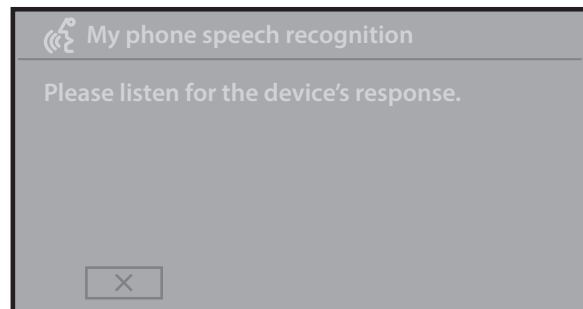 My phone speech recognition
Please listen for the device's response.